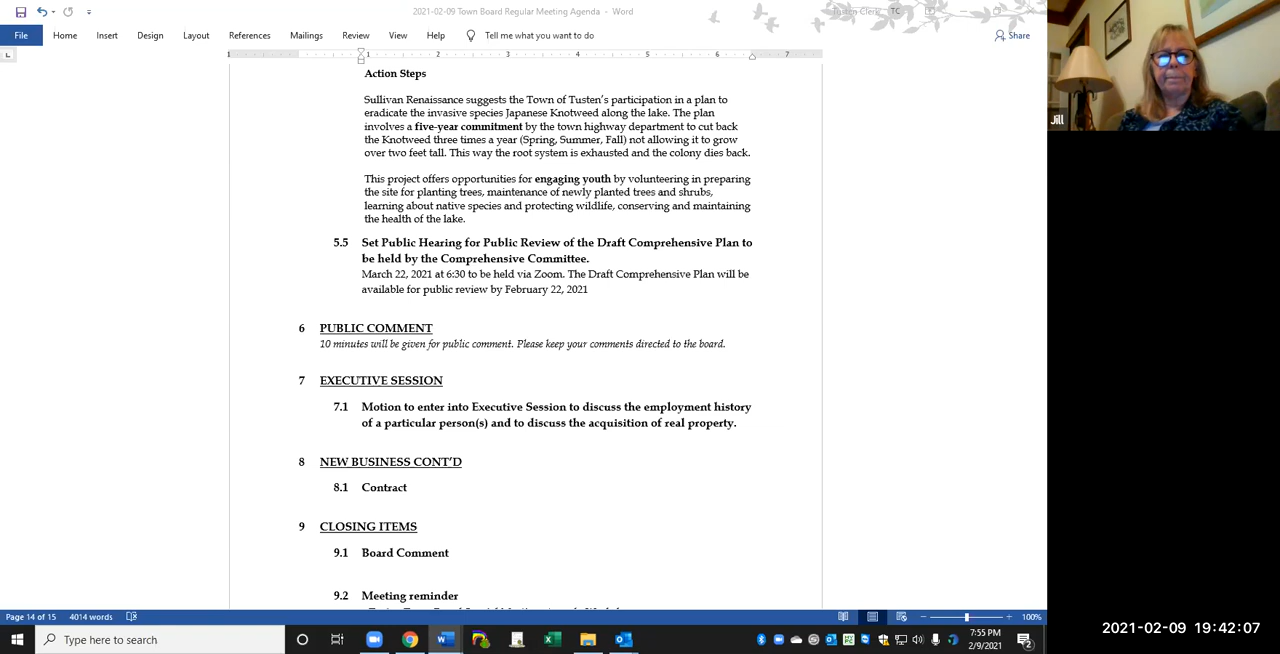 2021-02-09 Town Board Regular Meeting Agenda - Word
Tusten Clerk TC
File Home Insert Design Layout References Mailings Review View Help Tell me what you want to do Share
1 1 2 3 4 5 6 7
Action Steps
Sullivan Renaissance suggests the Town of Tusten's participation in a plan to
eradicate the invasive species Japanese Knotweed along the lake. The plan
involves a five-year commitment by the town highway department to cut back
the Knotweed three times a year (Spring, Summer, Fall) not allowing it to grow
over two feet tall. This way the root system is exhausted and the colony dies back.
This project offers opportunities for engaging youth by volunteering in preparing
the site for planting trees, maintenance of newly planted trees and shrubs,
learning about native species and protecting wildlife, conserving and maintaining
the health of the lake.
5.5 Set Public Hearing for Public Review of the Draft Comprehensive Plan to
be held by the Comprehensive Committee.
March 22, 2021 at 6:30 to be held via Zoom. The Draft Comprehensive Plan will be
available for public review by February 22, 2021
6 PUBLIC COMMENT
10 minutes will be given for public comment. Please keep your comments directed to the board.
7 EXECUTIVE SESSION
7.1 Motion to enter into Executive Session to discuss the employment history
of a particular person(s) and to discuss the acquisition of real property.
8 NEW BUSINESS CONT'D
8.1 Contract
9 CLOSING ITEMS
9.1 Board Comment
9.2 Meeting reminder
Page 14 of 15 4014 words 100%
Type here to search
7:55 PM
2/9/2021
2
Jill
2021-02-09 19:42:07